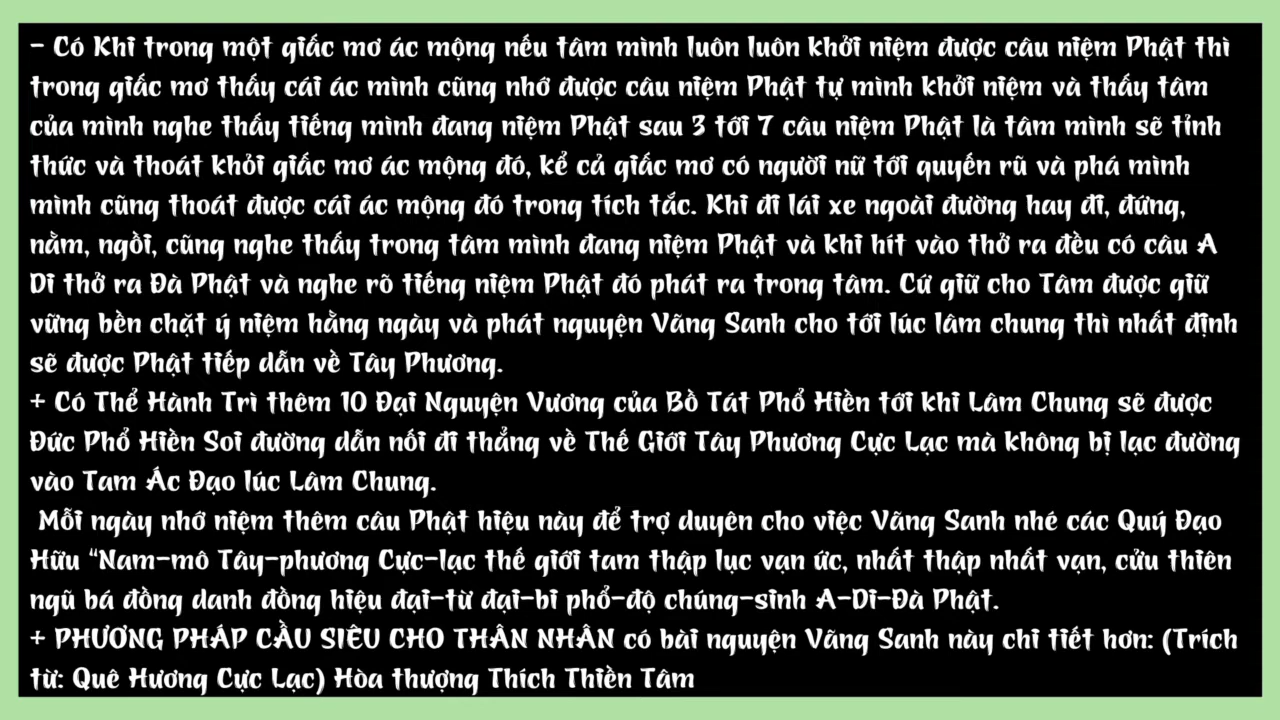 - Có Khi trong một giấc mơ ác mộng nếu tâm mình luôn luôn khởi niệm được câu niệm Phật thì
trong giấc mơ thấy cái ác mình cũng nhớ được câu niệm Phật tự mình khởi niệm và thấy tâm
của mình nghe thấy tiếng mình đang niệm Phật sau 3 tới 7 câu niệm Phật là tâm mình sẽ tỉnh
thức và thoát khỏi giấc mơ ác mộng đó, kể cả giấc mơ có người nữ tới quyến rũ và phá mình
mình cũng thoát được cái ác mộng đó trong tích tắc. Khi đi lái xe ngoài đường hay đi, đứng,
nằm, ngồi, cũng nghe thấy trong tâm mình đang niệm Phật và khi hít vào thở ra đều có câu A
Di thở ra Đà Phật và nghe rõ tiếng niệm Phật đó phát ra trong tâm. Cứ giữ cho Tâm được giữ
vững bền chặt ý niệm hằng ngày và phát nguyện Vãng Sanh cho tới lúc lâm chung thì nhất định
sẽ được Phật tiếp dẫn về Tây Phương.
+ Có Thể Hành Trì thêm 10 Đại Nguyện Vương của Bồ Tát Phổ Hiền tới khi Lâm Chung sẽ được
Đức Phổ Hiền Soi đường dẫn nối đi thẳng về Thế Giới Tây Phương Cực Lạc mà không bị lạc đường
vào Tam Ác Đạo lúc Lâm Chung.
Mỗi ngày nhớ niệm thêm câu Phật hiệu này để trợ duyên cho việc Vãng Sanh nhé các Quý Đạo
Hữu "Nam-mô Tây-phương Cực-lạc thế giới tam thập lục vạn ức, nhất thập nhất vạn, cửu thiên
ngũ bá đồng danh đồng hiệu đại-từ đại-bi phổ-độ chúng-sinh A-Di-Đà Phật.
+ PHƯƠNG PHÁP CẦU SIÊU CHO THÂN NHÂN có bài nguyện Vãng Sanh này chi tiết hơn: (Trích
từ: Quê Hương Cực Lạc) Hòa thượng Thích Thiền Tâm